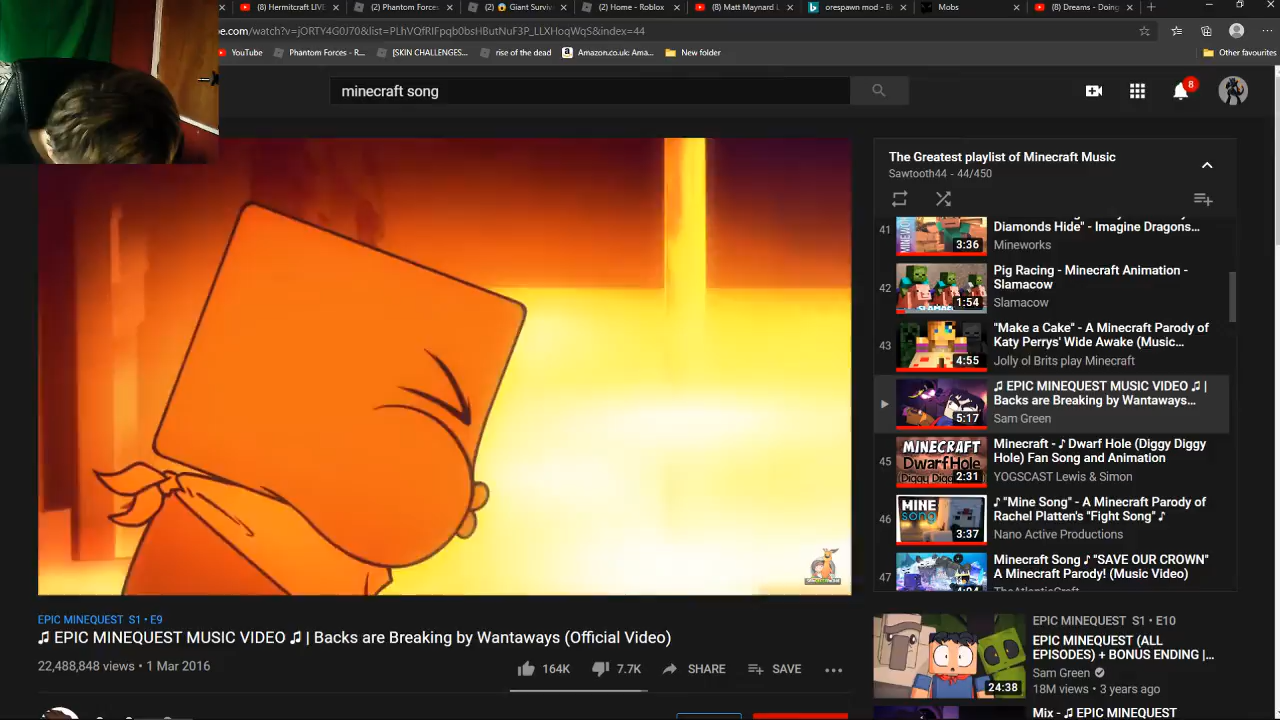 (8) Hermitcraft LIVE
(2) Phantom Forces
(2) 😱 Giant Surviv
(2) Home - Roblox
(8) Matt Maynard L
orespawn mod - Bi
Mobs
(8) Dreams - Doing
be.com/watch?v=jORTY4G0J70&list=PLhVQfRIFpqb0bsHButNuF3P_LLXHoqWqS&index=44
YouTube
Phantom Forces - R...
[SKIN CHALLENGES...
rise of the dead
Amazon.co.uk: Ama...
New folder
Other favourites
minecraft song
8
The Greatest playlist of Minecraft Music
Sawtooth44 - 44/450
41
3:36
Diamonds Hide" - Imagine Dragons...
Mineworks
42
1:54
Pig Racing - Minecraft Animation -
Slamacow
Slamacow
43
4:55
"Make a Cake" - A Minecraft Parody of
Katy Perrys' Wide Awake (Music...
Jolly ol Brits play Minecraft
5:17
♫ EPIC MINEQUEST MUSIC VIDEO ♫ |
Backs are Breaking by Wantaways...
Sam Green
45
MINECRAFT
Dwarf Hole
2:31
Minecraft - ♪ Dwarf Hole (Diggy Diggy
Hole) Fan Song and Animation
YOGSCAST Lewis & Simon
46
MINE
song
3:37
♪ "Mine Song" - A Minecraft Parody of
Rachel Platten's "Fight Song" ♪
Nano Active Productions
47
Minecraft Song ♪ "SAVE OUR CROWN"
A Minecraft Parody! (Music Video)
TheAtlanticCraft
EPIC MINEQUEST S1 • E9
♫ EPIC MINEQUEST MUSIC VIDEO ♫ | Backs are Breaking by Wantaways (Official Video)
22,488,848 views • 1 Mar 2016
164K
7.7K
SHARE
SAVE
24:38
EPIC MINEQUEST S1 • E10
EPIC MINEQUEST (ALL
EPISODES) + BONUS ENDING |...
Sam Green
18M views • 3 years ago
Mix - ♫ EPIC MINEQUEST